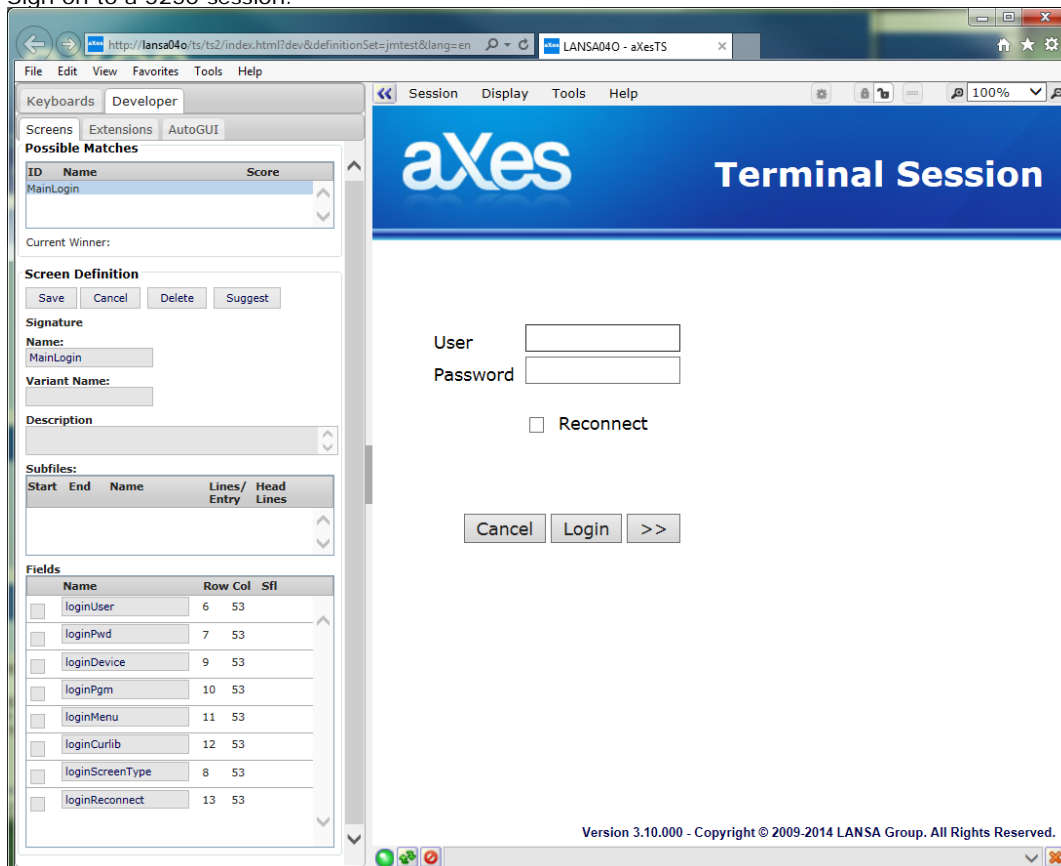 Sign on to a 5250 session.
http://lansa04o/ts/ts2/index.html?dev&definitionSet=jmtest&lang=en
LANSA04O - aXesTS
File Edit View Favorites Tools Help
Keyboards Developer
Session Display Tools Help
100%
Screens Extensions AutoGUI
Possible Matches
ID Name Score
MainLogin
Current Winner:
aXes
Terminal Session
Screen Definition
Save Cancel Delete Suggest
Signature
Name:
MainLogin
Variant Name:
Description
Subfiles:
Start End Name Lines/ Entry Head Lines
Fields
Name Row Col Sfl
loginUser 6 53
loginPwd 7 53
loginDevice 9 53
loginPgm 10 53
loginMenu 11 53
loginCurlib 12 53
loginScreenType 8 53
loginReconnect 13 53
User
Password
Reconnect
Cancel Login >>
Version 3.10.000 - Copyright © 2009-2014 LANSA Group. All Rights Reserved.